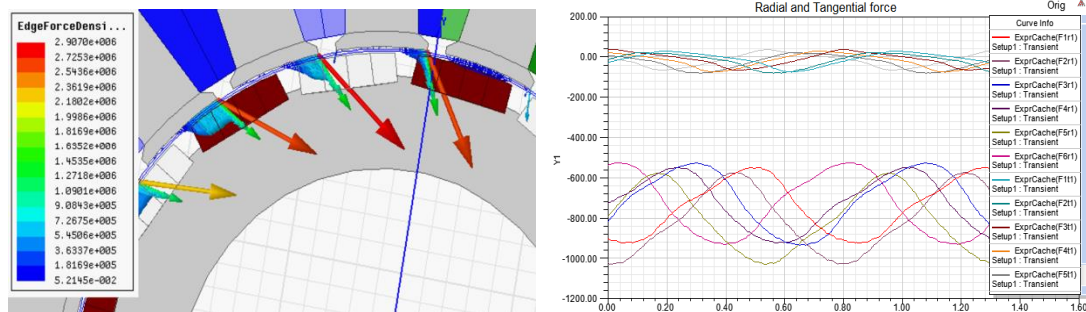 EdgeForceDensi...
2.9070e+006
2.7253e+006
2.5436e+006
2.3619e+006
2.1802e+006
1.9986e+006
1.8169e+006
1.6352e+006
1.4535e+006
1.2718e+006
1.0901e+006
9.0843e+005
7.2675e+005
5.4506e+005
3.6337e+005
1.8169e+005
5.2145e-002
Y
Radial and Tangential force
Orig
200.00
0.00
-200.00
-400.00
-600.00
-800.00
-1000.00
-1200.00
Y1
0.00
0.20
0.40
0.60
0.80
1.00
1.20
1.40
1.60
Curve Info
ExprCache(F1r1)
Setup1 : Transient
ExprCache(F2r1)
Setup1 : Transient
ExprCache(F3r1)
Setup1 : Transient
ExprCache(F4r1)
Setup1 : Transient
ExprCache(F5r1)
Setup1 : Transient
ExprCache(F6r1)
Setup1 : Transient
ExprCache(F1t1)
Setup1 : Transient
ExprCache(F2t1)
Setup1 : Transient
ExprCache(F3t1)
Setup1 : Transient
ExprCache(F4t1)
Setup1 : Transient
ExprCache(F5t1)
Setup1 : Transient